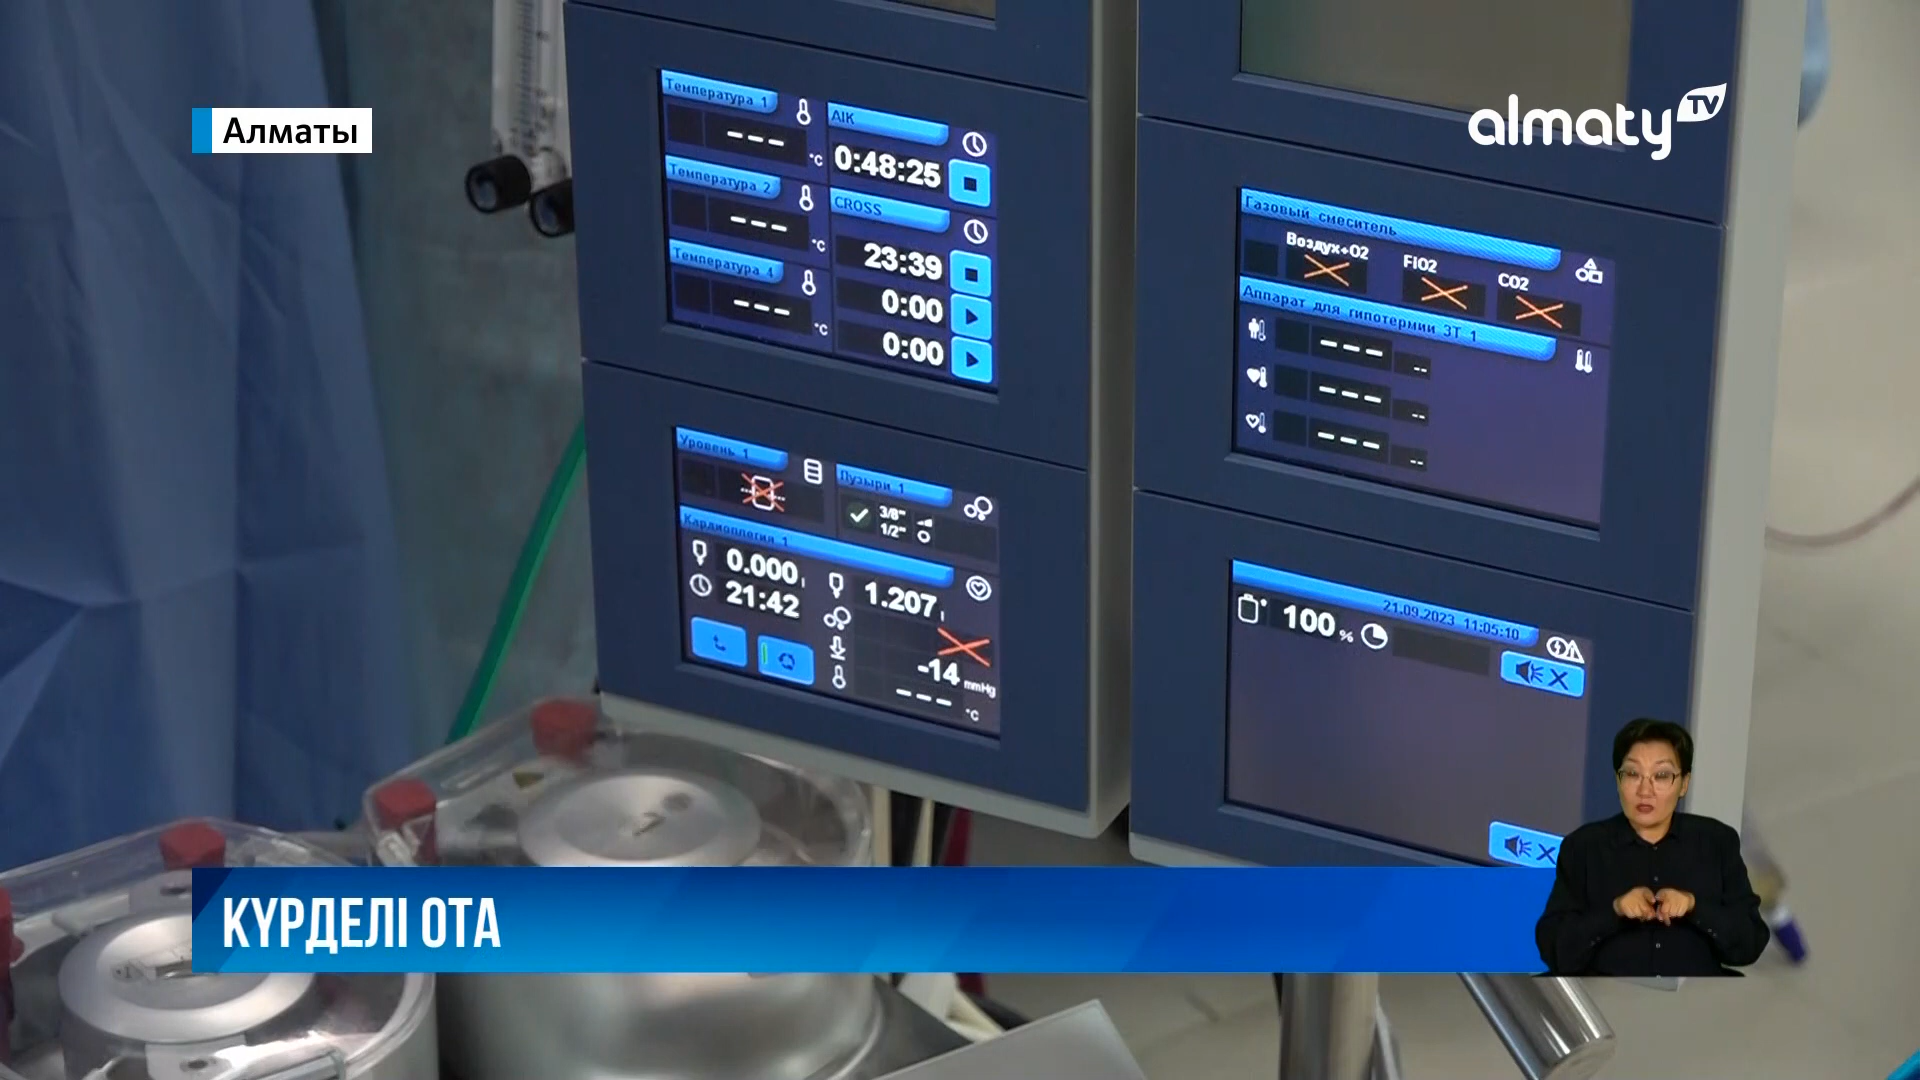 Алматы
almaty TV
Температура 1
--- °C
Температура 2
--- °C
Температура 4
--- °C
AIK
0:48:25
CROSS
23:39
0:00
0:00
Уровень 1
Пузыри 1
3/8"
1/2"
Кардиоплегия 1
0.000 l
21:42
1.207 l
-14 mmHg
--- °C
Газовый смеситель
Воздух+O2 FiO2 CO2
Аппарат для гипотермии 3T 1
--- --
--- --
--- --
21.09.2023 11:05:10
100 %
КҮРДЕЛІ ОТА